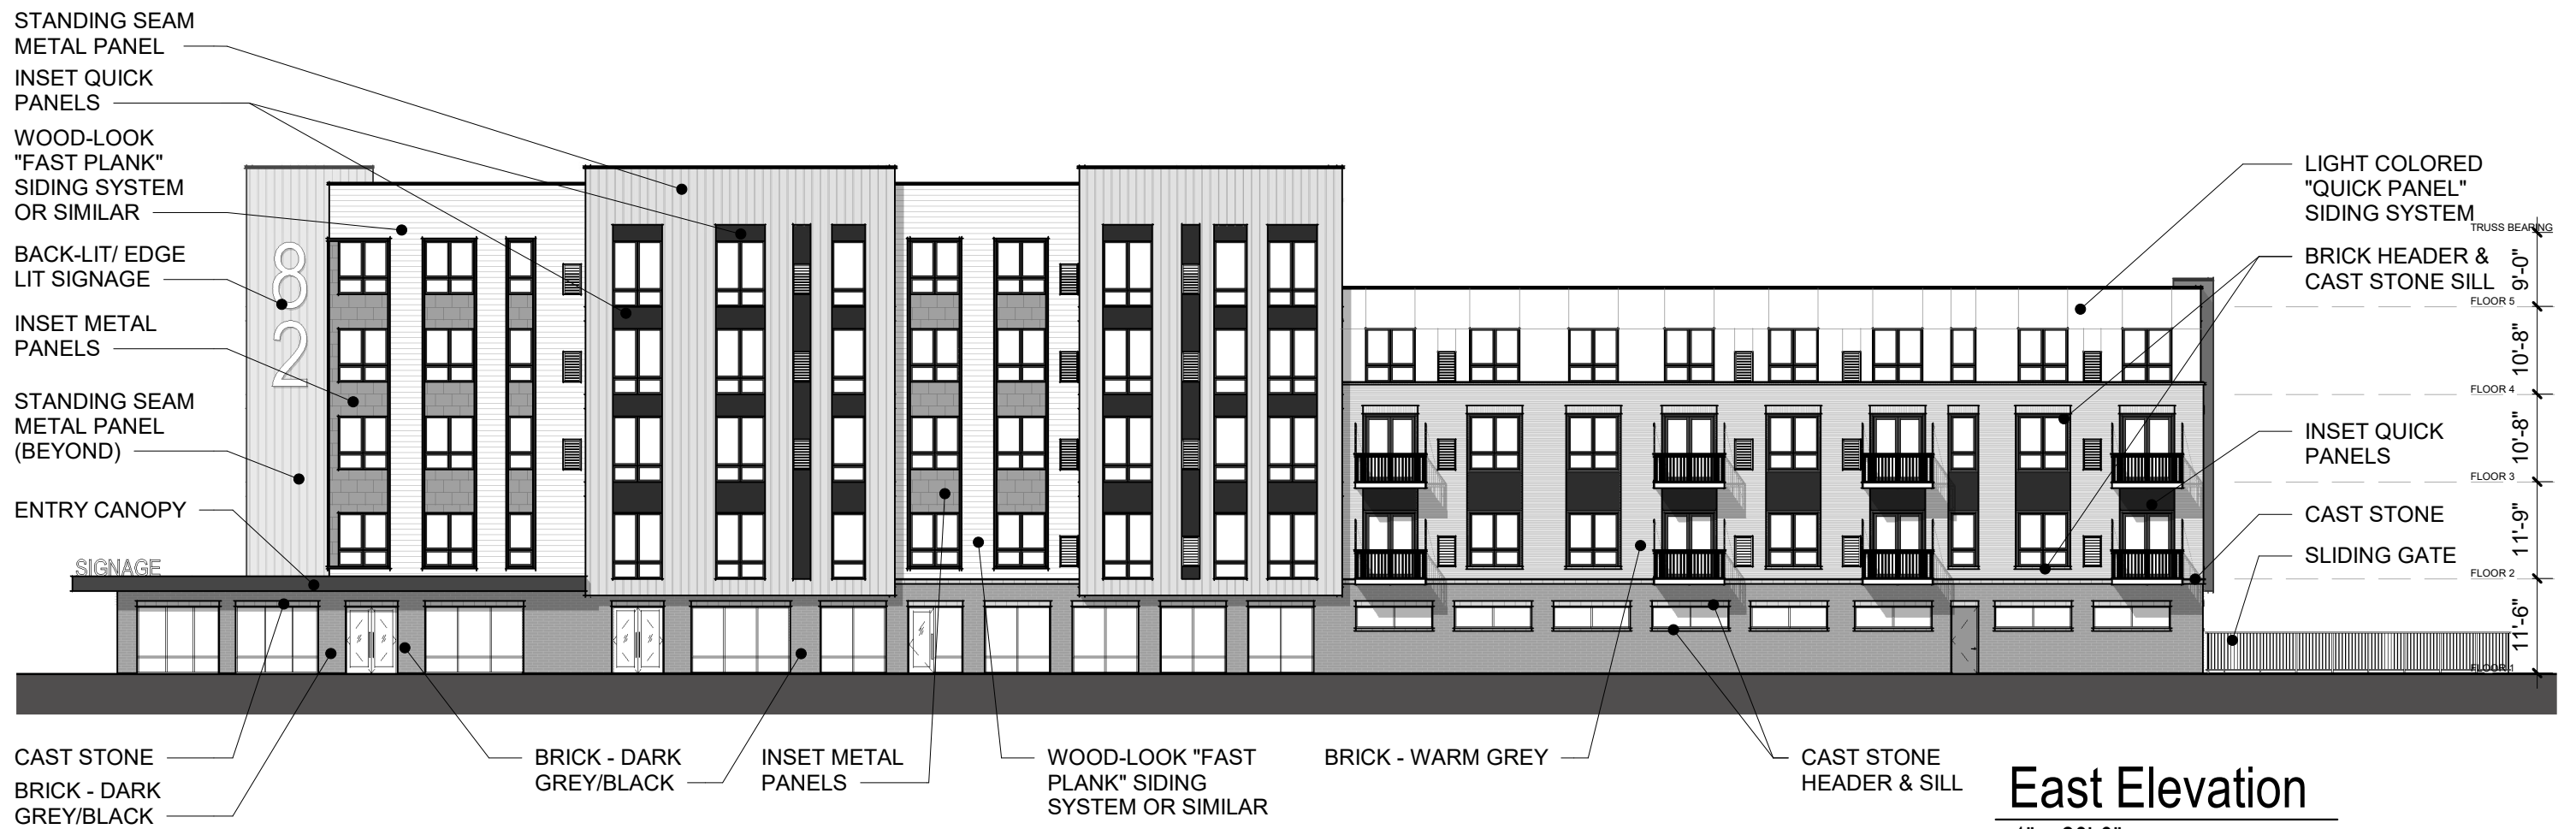 STANDING SEAM
METAL PANEL
INSET QUICK
PANELS
WOOD-LOOK
"FAST PLANK"
SIDING SYSTEM
OR SIMILAR
BACK-LIT/ EDGE
LIT SIGNAGE
INSET METAL
PANELS
STANDING SEAM
METAL PANEL
(BEYOND)
ENTRY CANOPY
SIGNAGE
8
2
LIGHT COLORED
"QUICK PANEL"
SIDING SYSTEM
TRUSS BEARING
BRICK HEADER &
CAST STONE SILL
9'-0"
FLOOR 5
10'-8"
FLOOR 4
INSET QUICK
PANELS
10'-8"
FLOOR 3
CAST STONE
11'-9"
SLIDING GATE
FLOOR 2
11'-6"
FLOOR 1
CAST STONE
BRICK - DARK
GREY/BLACK
BRICK - DARK
GREY/BLACK
INSET METAL
PANELS
WOOD-LOOK "FAST
PLANK" SIDING
SYSTEM OR SIMILAR
BRICK - WARM GREY
CAST STONE
HEADER & SILL
East Elevation